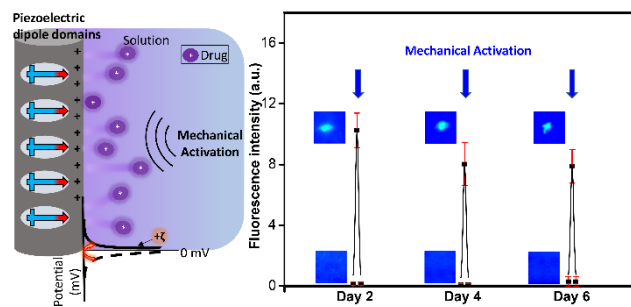 Piezoelectric
dipole domains
Solution
Drug
Mechanical
Activation
+ζ
0 mV
Potential
(mV)
Fluorescence intensity (a.u.)
16
12
8
4
0
Mechanical Activation
Day 2
Day 4
Day 6